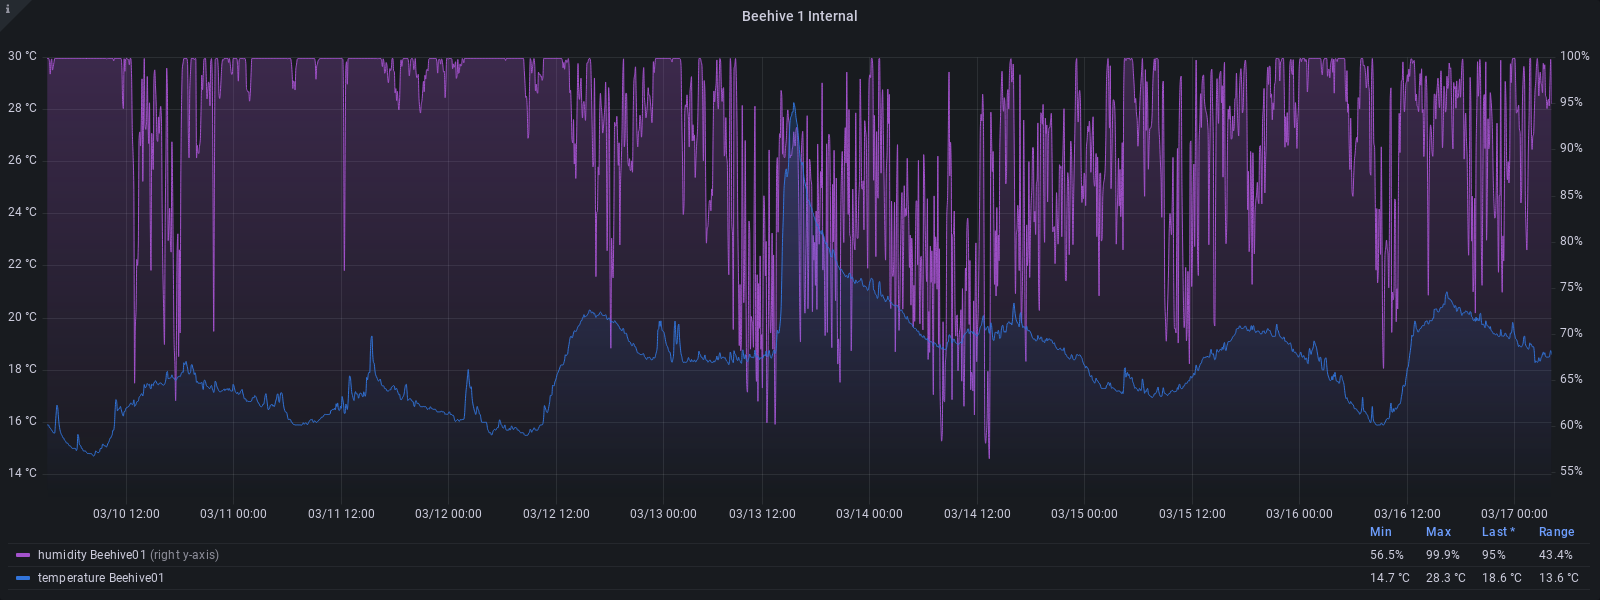 i
Beehive 1 Internal
30 °C
28 °C
26 °C
24 °C
22 °C
20 °C
18 °C
16 °C
14 °C
100%
95%
90%
85%
80%
75%
70%
65%
60%
55%
03/10 12:00 03/11 00:00 03/11 12:00 03/12 00:00 03/12 12:00 03/13 00:00 03/13 12:00 03/14 00:00 03/14 12:00 03/15 00:00 03/15 12:00 03/16 00:00 03/16 12:00 03/17 00:00
Min Max Last * Range
humidity Beehive01 (right y-axis) 56.5% 99.9% 95% 43.4%
temperature Beehive01 14.7 °C 28.3 °C 18.6 °C 13.6 °C